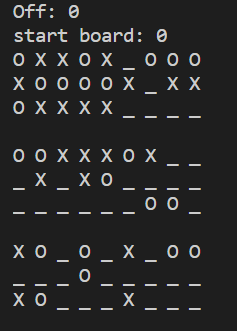 Off: 0
start board: 0
O X X O X _ O O O
X O O O O X _ X X
O X X X X _ _ _ _
O O X X X O X _ _
_ X _ X O _ _ _ _
_ _ _ _ _ _ O O _
X O _ O _ X _ O O
_ _ _ O _ _ _ _ _
X O _ _ _ X _ _ _